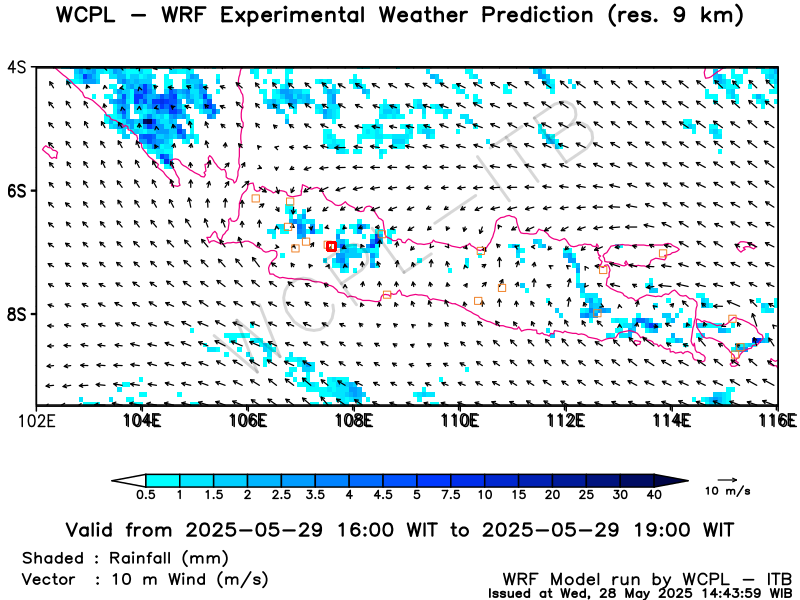 WCPL – WRF Experimental Weather Prediction (res. 9 km)
4S
6S
8S
102E 104E 106E 108E 110E 112E 114E 116E
WCPL-ITB
0.5 1 1.5 2 2.5 3.5 4 4.5 5 7.5 10 15 20 25 30 40
10 m/s
Valid from 2025-05-29 16:00 WIT to 2025-05-29 19:00 WIT
Shaded : Rainfall (mm)
Vector : 10 m Wind (m/s)
WRF Model run by WCPL – ITB
Issued at Wed, 28 May 2025 14:43:59 WIB